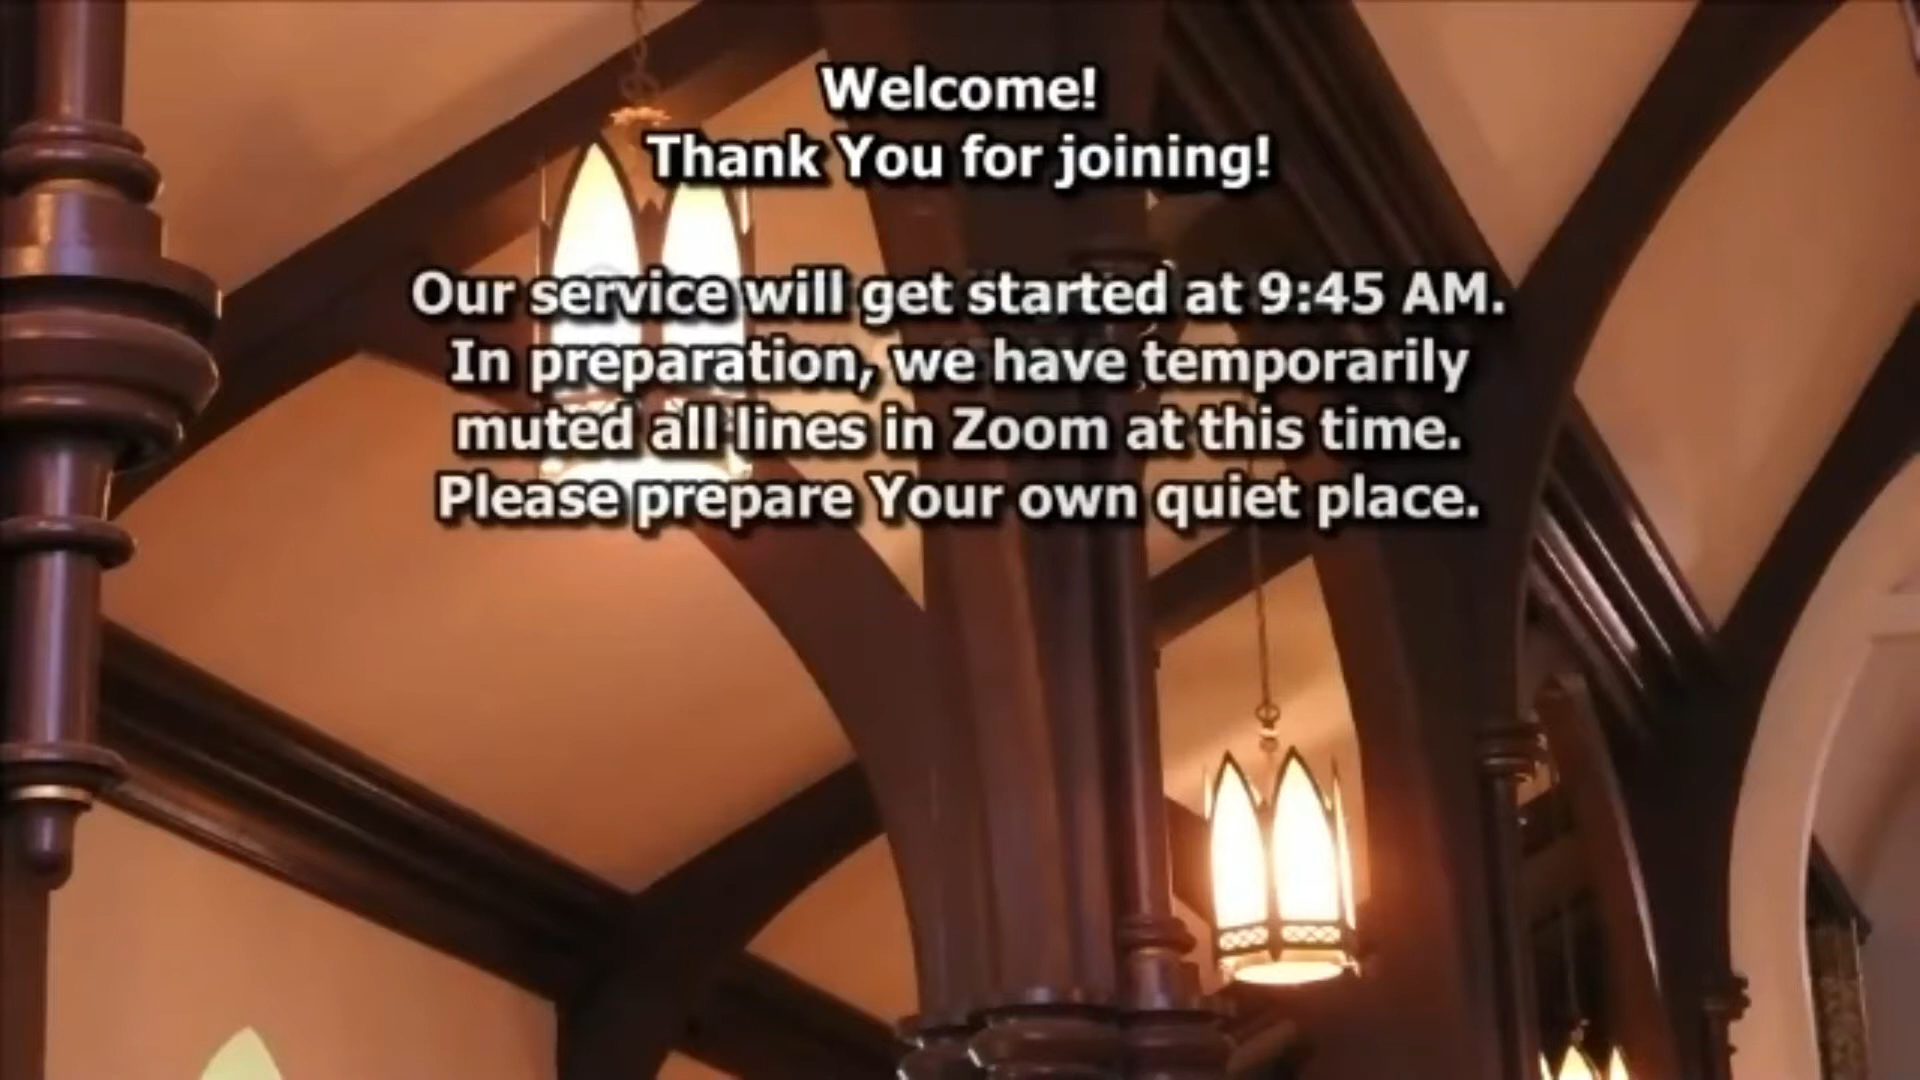 Welcome!
Thank You for joining!
Our service will get started at 9:45 AM.
In preparation, we have temporarily
muted all lines in Zoom at this time.
Please prepare Your own quiet place.